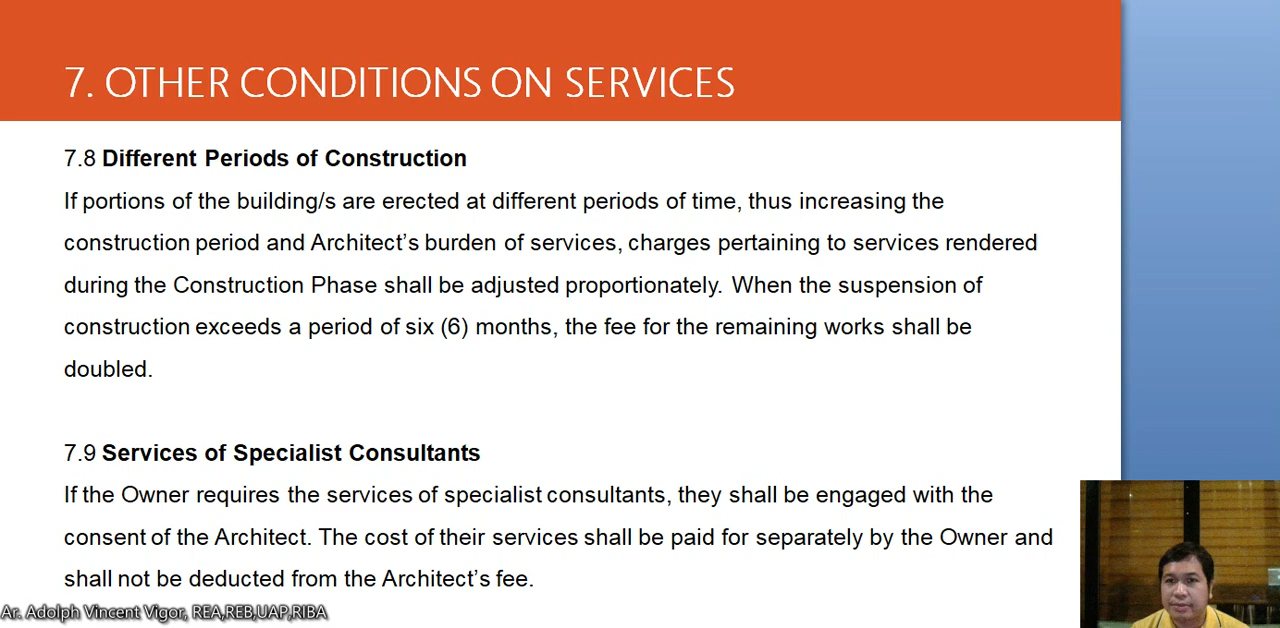 7. OTHER CONDITIONS ON SERVICES
7.8 Different Periods of Construction
If portions of the building/s are erected at different periods of time, thus increasing the
construction period and Architect’s burden of services, charges pertaining to services rendered
during the Construction Phase shall be adjusted proportionately. When the suspension of
construction exceeds a period of six (6) months, the fee for the remaining works shall be
doubled.
7.9 Services of Specialist Consultants
If the Owner requires the services of specialist consultants, they shall be engaged with the
consent of the Architect. The cost of their services shall be paid for separately by the Owner and
shall not be deducted from the Architect’s fee.
Ar. Adolph Vincent Vigor, REA,REB,UAP,RIBA